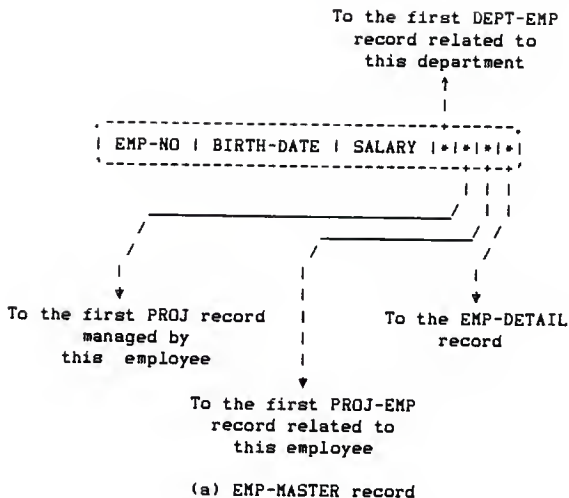 To the first DEPT-EMP
record related to
this department
| EMP-NO | BIRTH-DATE | SALARY |*|*|*|*|
To the first PROJ record
managed by
this employee
To the EMP-DETAIL
record
To the first PROJ-EMP
record related to
this employee
(a) EMP-MASTER record